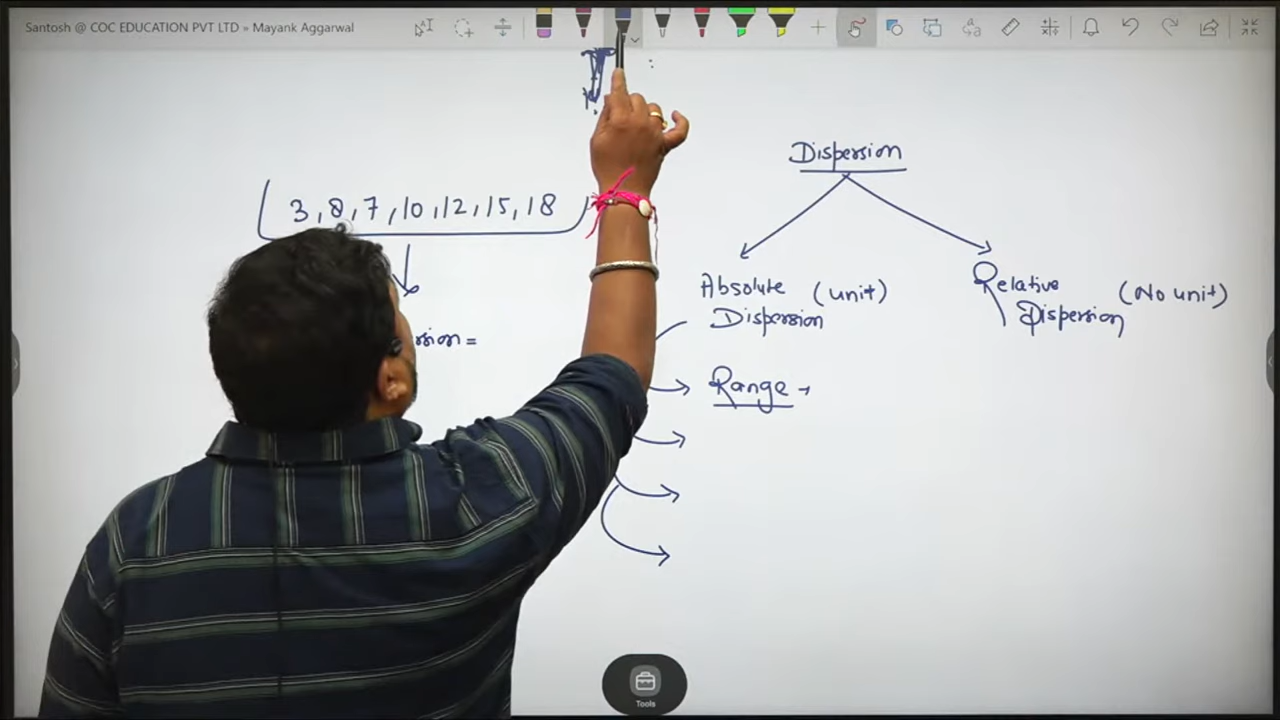 Santosh @ COC EDUCATION PVT LTD » Mayank Aggarwal
Dispersion
3, 8, 7, 10, 12, 15, 18
Absolute (unit)
Dispersion
Relative (No unit)
Dispersion
rsion =
Range →
Tools